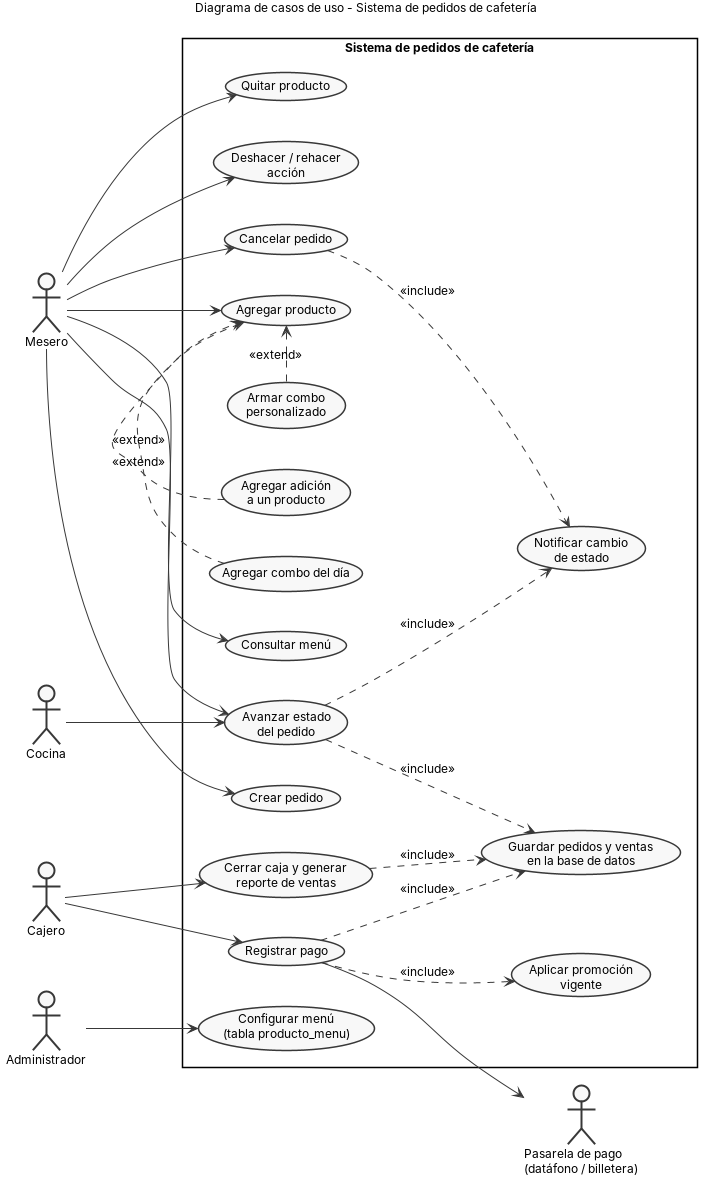 Diagrama de casos de uso - Sistema de pedidos de cafetería
Sistema de pedidos de cafetería
Quitar producto
Deshacer / rehacer
acción
Cancelar pedido
«include»
Mesero
Agregar producto
«extend»
Armar combo
personalizado
«extend»
«extend»
Agregar adición
a un producto
Notificar cambio
de estado
Agregar combo del día
«include»
Consultar menú
Cocina
Avanzar estado
del pedido
«include»
Crear pedido
Guardar pedidos y ventas
en la base de datos
Cajero
Cerrar caja y generar
reporte de ventas
«include»
«include»
Registrar pago
«include»
Aplicar promoción
vigente
Administrador
Configurar menú
(tabla producto_menu)
Pasarela de pago
(datáfono / billetera)